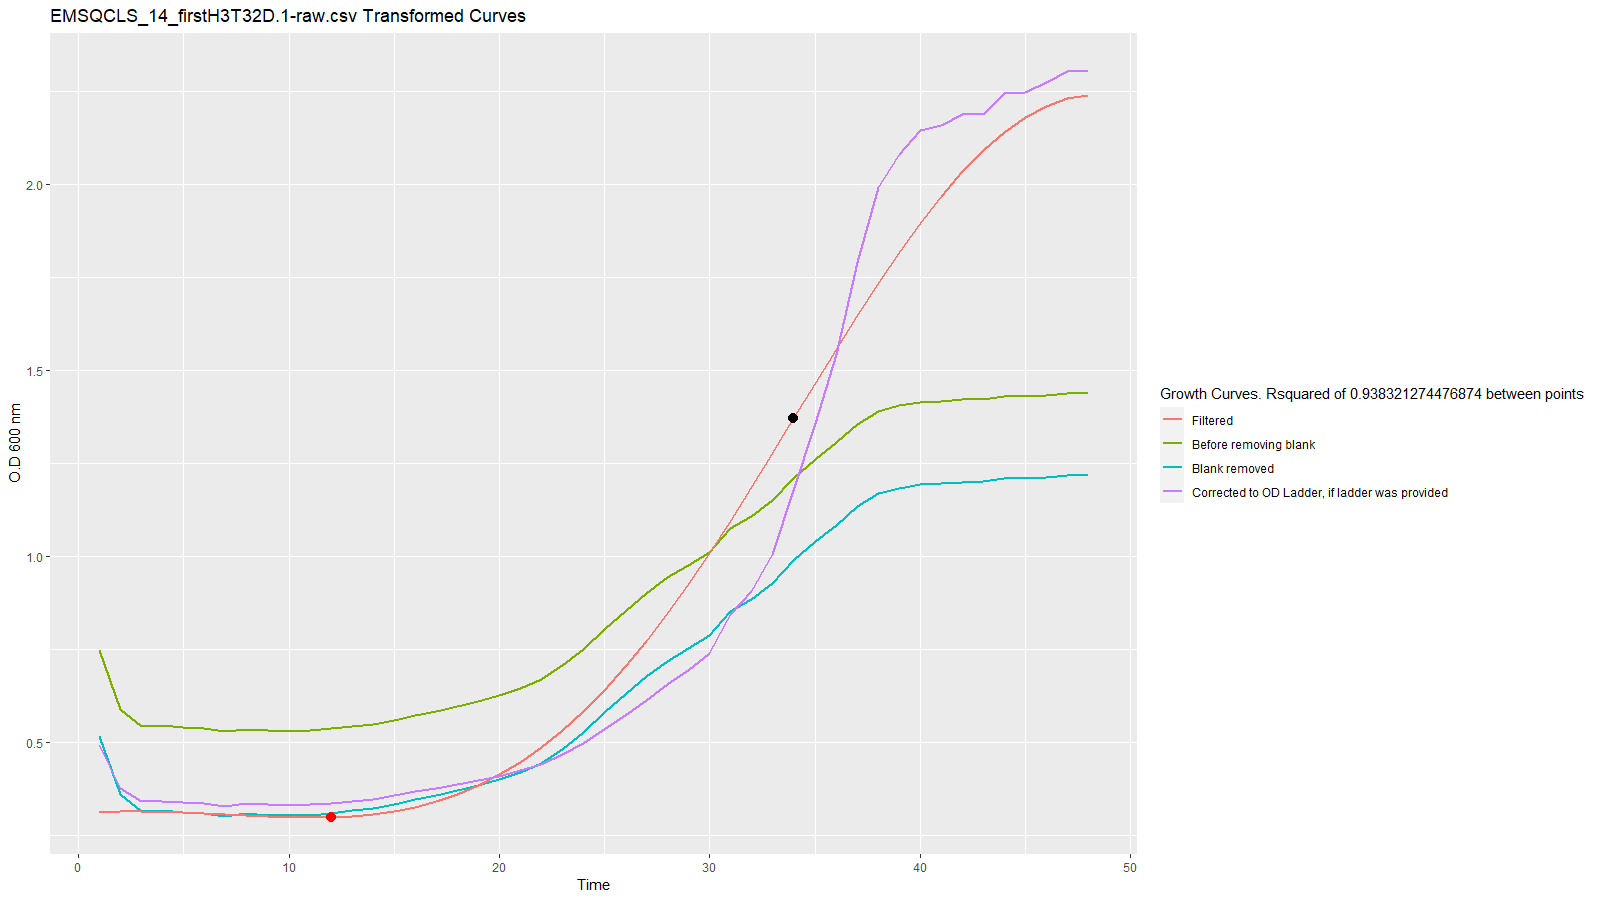 EMSQCLS_14_firstH3T32D.1-raw.csv Transformed Curves
2.0
1.5
1.0
0.5
O.D 600 nm
0
10
20
30
40
50
Time
Growth Curves. Rsquared of 0.938321274476874 between points
Filtered
Before removing blank
Blank removed
Corrected to OD Ladder, if ladder was provided